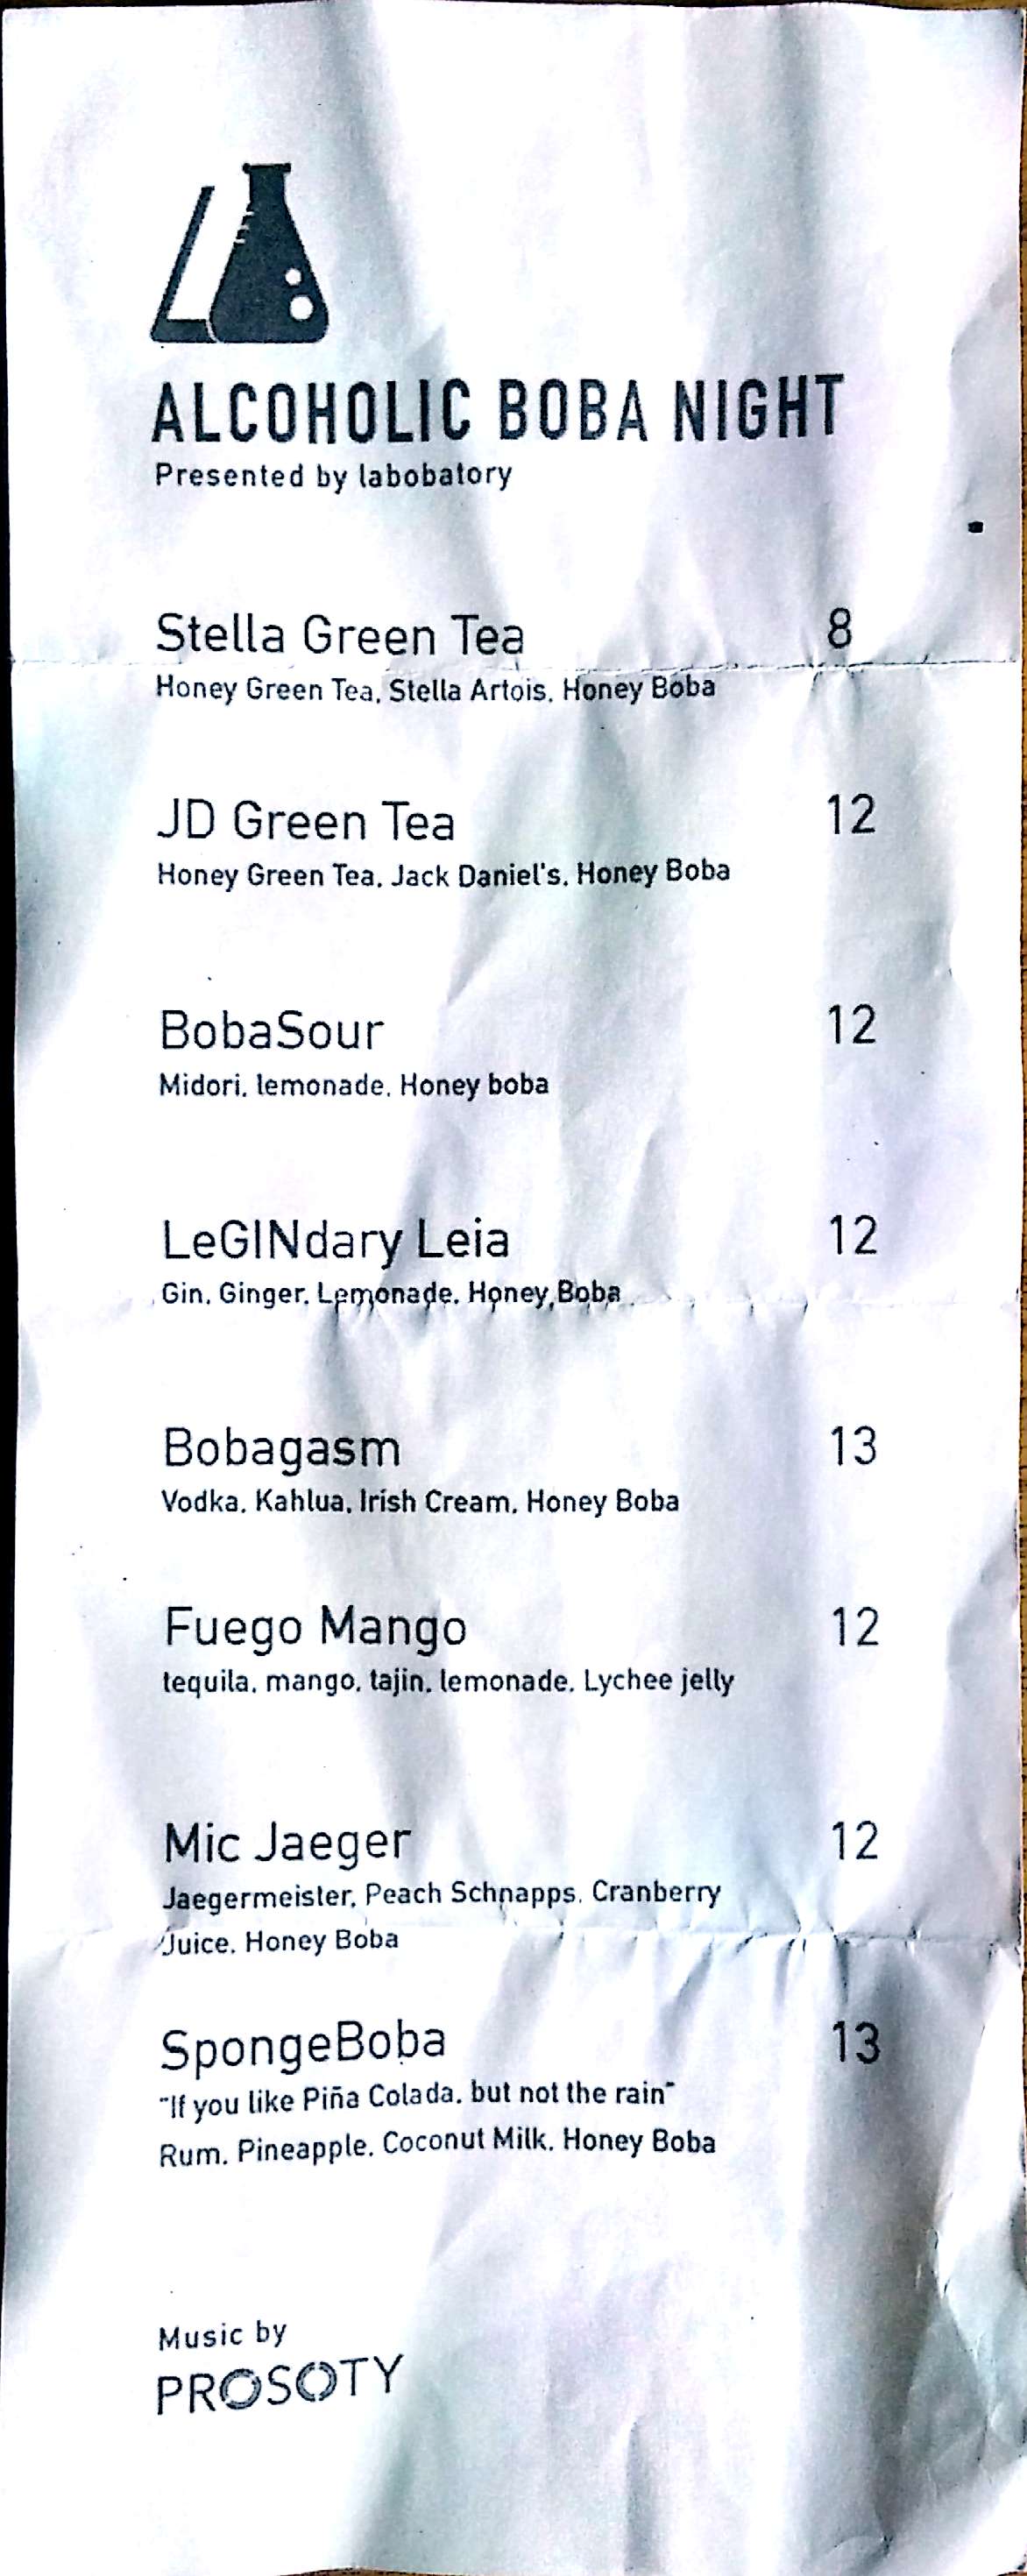 ALCOHOLIC BOBA NIGHT
Presented by labobatory
Stella Green Tea 8
Honey Green Tea, Stella Artois, Honey Boba
JD Green Tea 12
Honey Green Tea, Jack Daniel's, Honey Boba
BobaSour 12
Midori, lemonade, Honey boba
LeGINdary Leia 12
Gin, Ginger, Lemonade, Honey Boba
Bobagasm 13
Vodka, Kahlua, Irish Cream, Honey Boba
Fuego Mango 12
tequila, mango, tajin, lemonade, Lychee jelly
Mic Jaeger 12
Jaegermeister, Peach Schnapps, Cranberry
Juice, Honey Boba
SpongeBoba 13
"If you like Piña Colada, but not the rain"
Rum, Pineapple, Coconut Milk, Honey Boba
Music by
PROSOTY